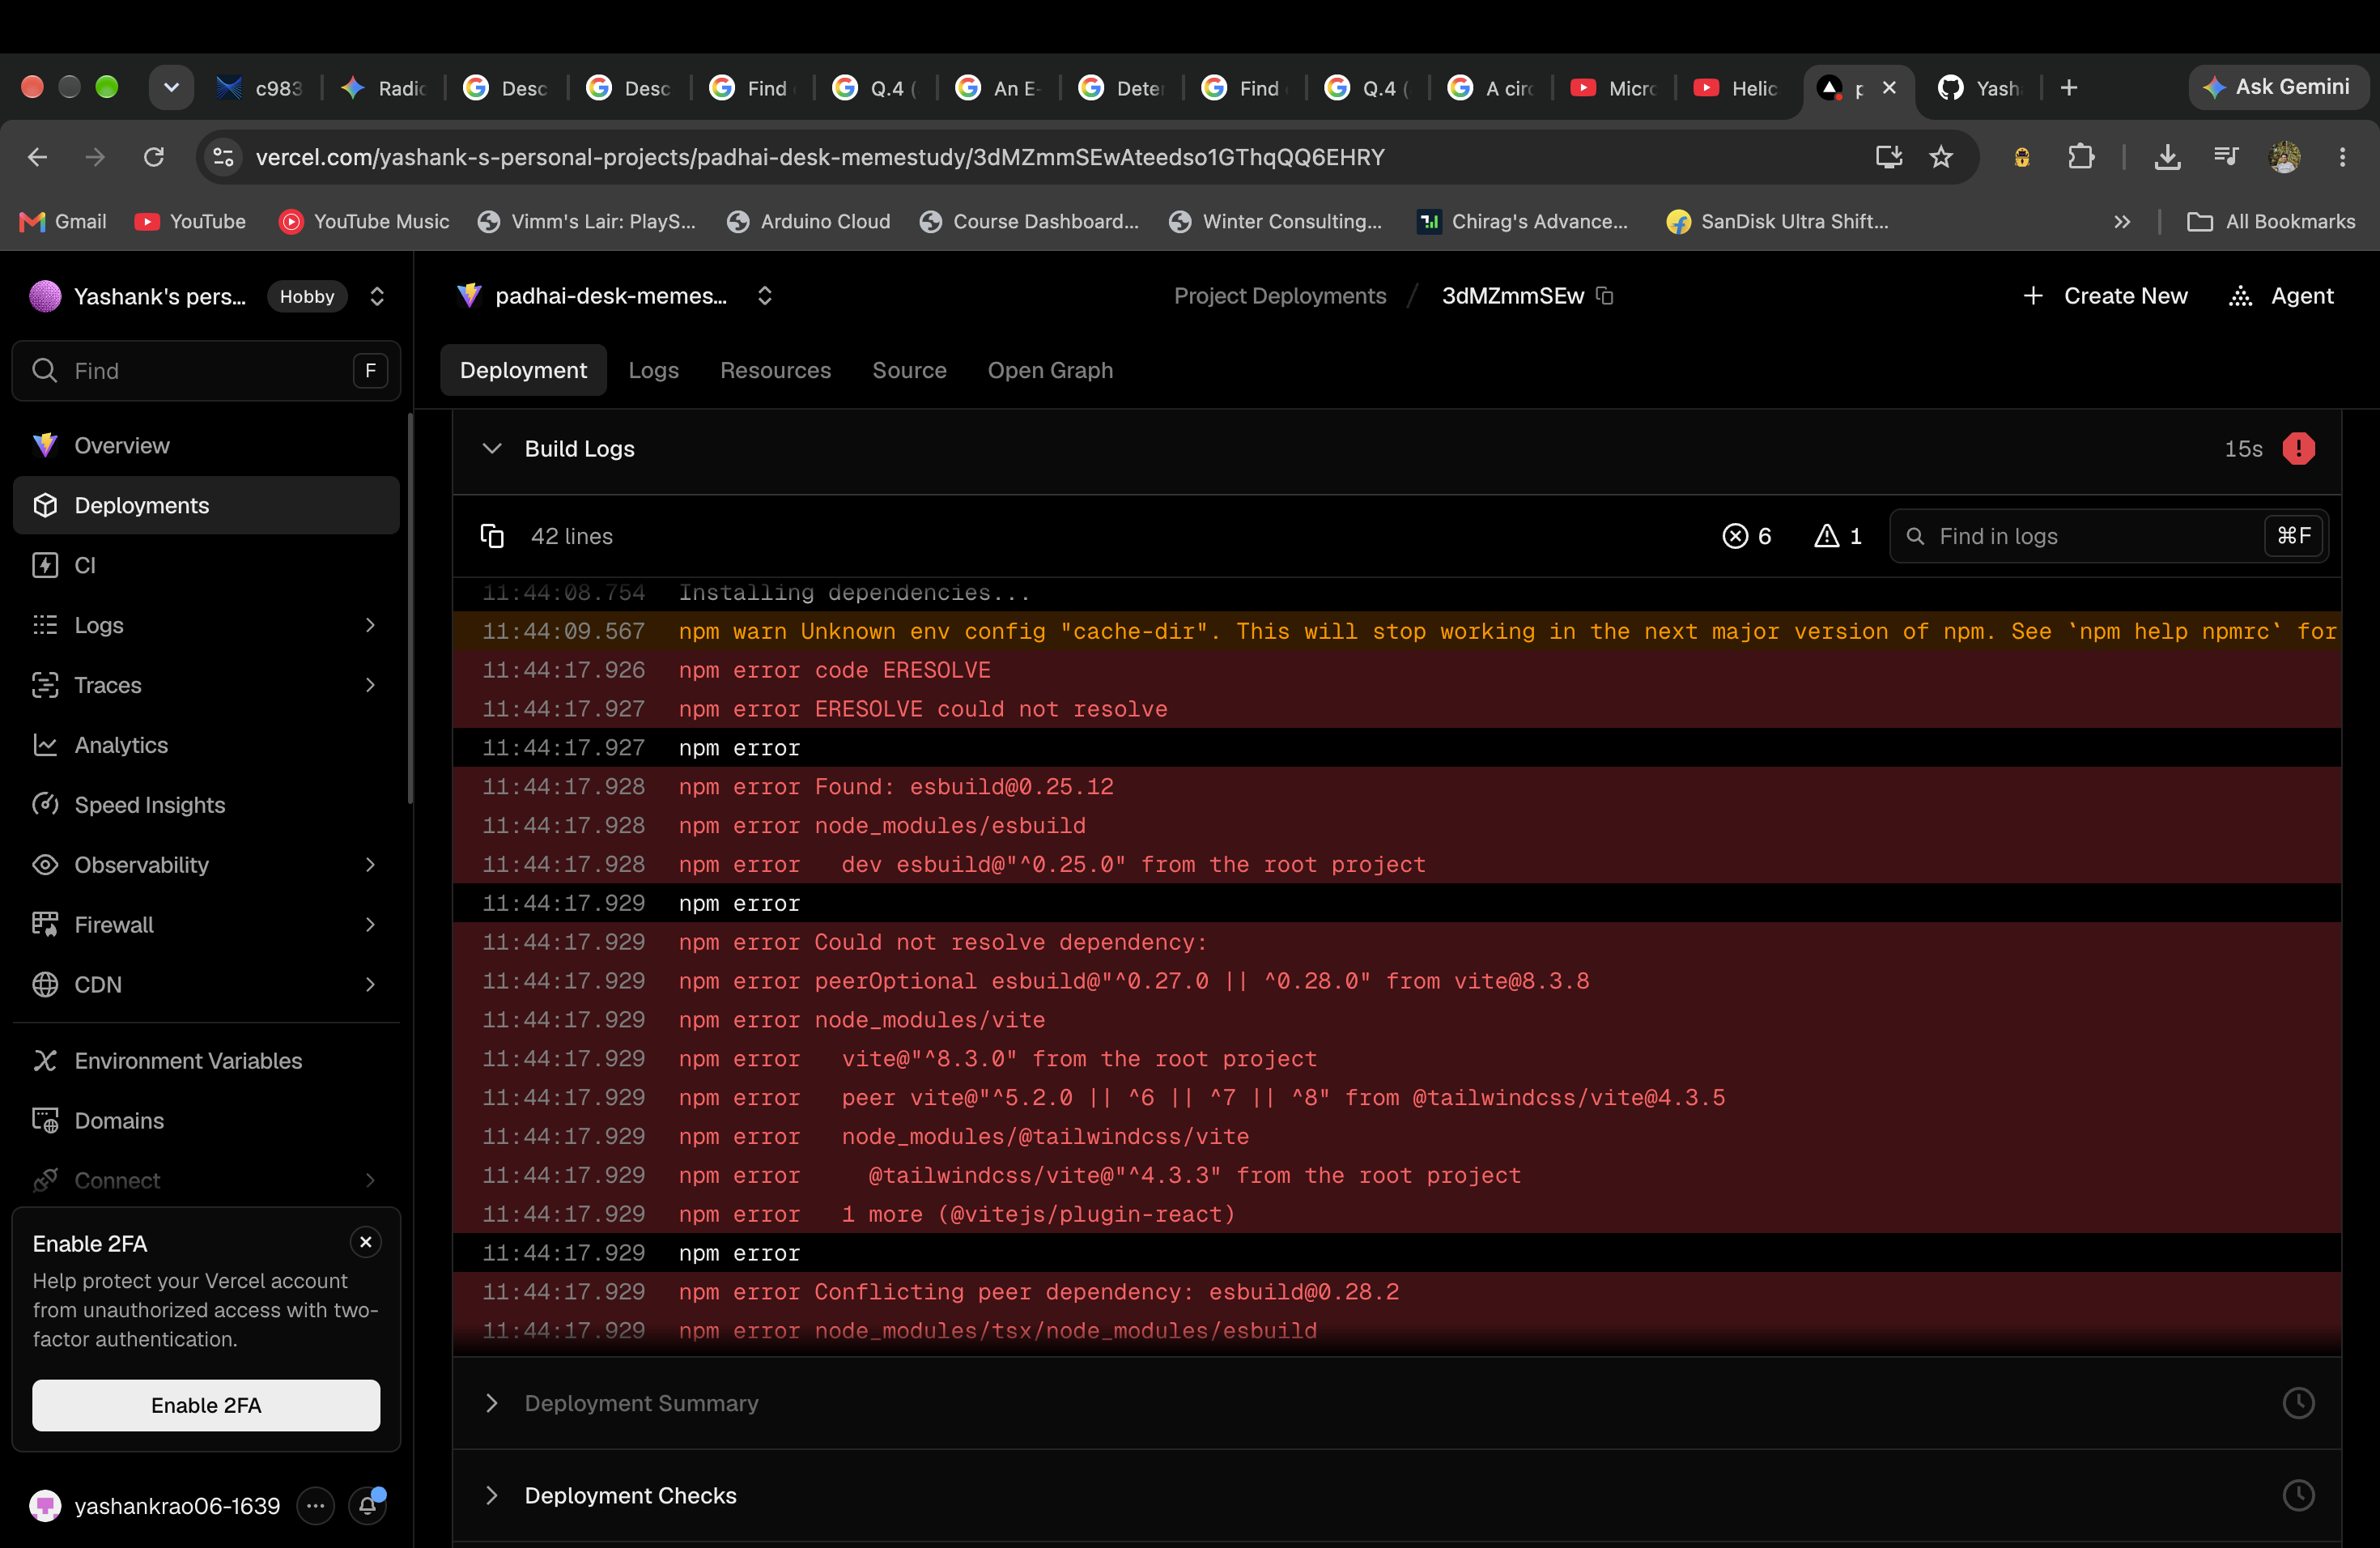 c983
Radio
Desc
Desc
Find
Q.4 (
An E-
Deter
Find
Q.4 (
A circ
Micro
Helic
p
Yash
Ask Gemini
vercel.com/yashank-s-personal-projects/padhai-desk-memestudy/3dMZmmSEwAteedso1GThqQQ6EHRY
Gmail
YouTube
YouTube Music
Vimm's Lair: PlayS...
Arduino Cloud
Course Dashboard...
Winter Consulting...
Chirag's Advance...
SanDisk Ultra Shift...
All Bookmarks
Yashank's pers...
Hobby
padhai-desk-memes...
Project Deployments / 3dMZmmSEw
Create New
Agent
Find
F
Deployment
Logs
Resources
Source
Open Graph
Overview
Deployments
CI
Logs
Traces
Analytics
Speed Insights
Observability
Firewall
CDN
Environment Variables
Domains
Connect
Enable 2FA
Help protect your Vercel account
from unauthorized access with two-
factor authentication.
Enable 2FA
yashankrao06-1639
Build Logs
15s
42 lines
6
1
Find in logs
⌘F
11:44:08.754 Installing dependencies...
11:44:09.567 npm warn Unknown env config "cache-dir". This will stop working in the next major version of npm. See `npm help npmrc` for
11:44:17.926 npm error code ERESOLVE
11:44:17.927 npm error ERESOLVE could not resolve
11:44:17.927 npm error
11:44:17.928 npm error Found: esbuild@0.25.12
11:44:17.928 npm error node_modules/esbuild
11:44:17.928 npm error   dev esbuild@"^0.25.0" from the root project
11:44:17.929 npm error
11:44:17.929 npm error Could not resolve dependency:
11:44:17.929 npm error peerOptional esbuild@"^0.27.0 || ^0.28.0" from vite@8.3.8
11:44:17.929 npm error node_modules/vite
11:44:17.929 npm error   vite@"^8.3.0" from the root project
11:44:17.929 npm error   peer vite@"^5.2.0 || ^6 || ^7 || ^8" from @tailwindcss/vite@4.3.5
11:44:17.929 npm error   node_modules/@tailwindcss/vite
11:44:17.929 npm error     @tailwindcss/vite@"^4.3.3" from the root project
11:44:17.929 npm error   1 more (@vitejs/plugin-react)
11:44:17.929 npm error
11:44:17.929 npm error Conflicting peer dependency: esbuild@0.28.2
11:44:17.929 npm error node_modules/tsx/node_modules/esbuild
Deployment Summary
Deployment Checks